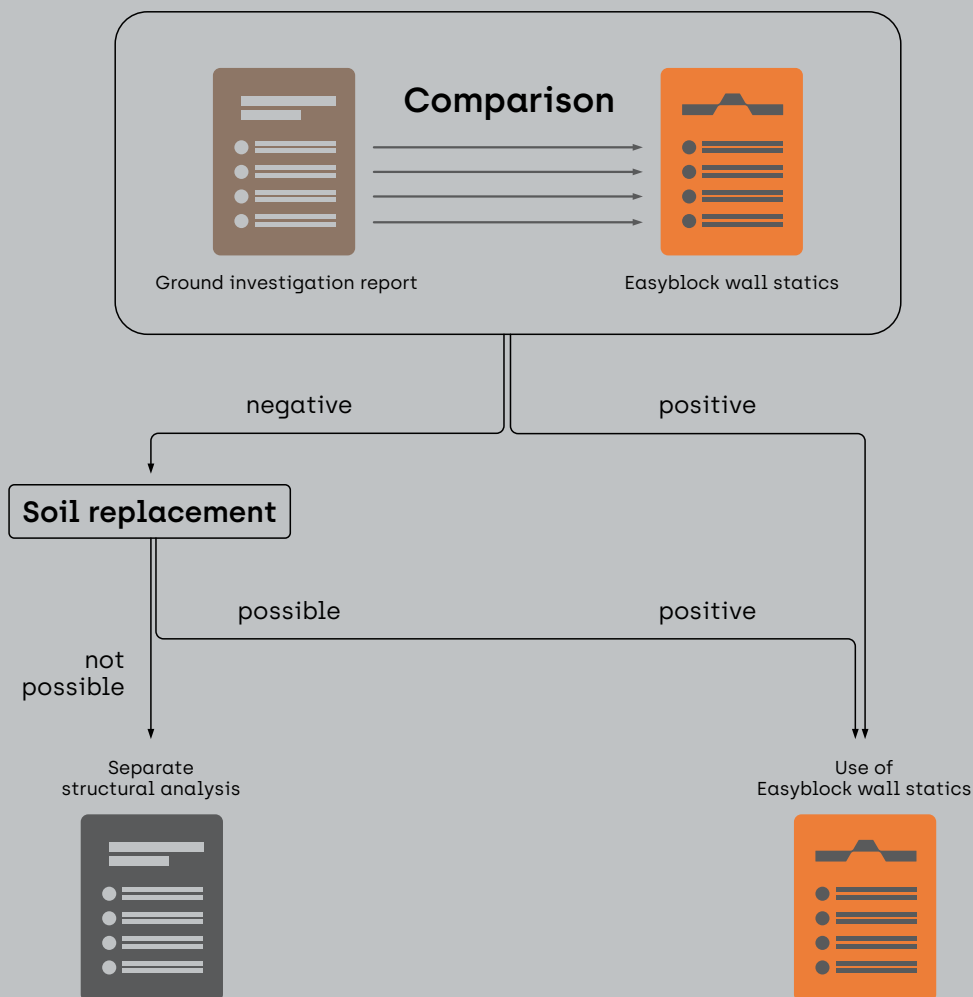 Comparison
Ground investigation report
Easyblock wall statics
negative
positive
Soil replacement
possible
positive
not
possible
Separate
structural analysis
Use of
Easyblock wall statics